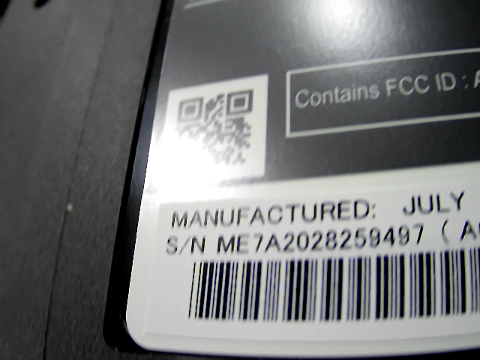 Contains FCC ID : A
MANUFACTURED: JULY
S/N ME7A2028259497 ( A